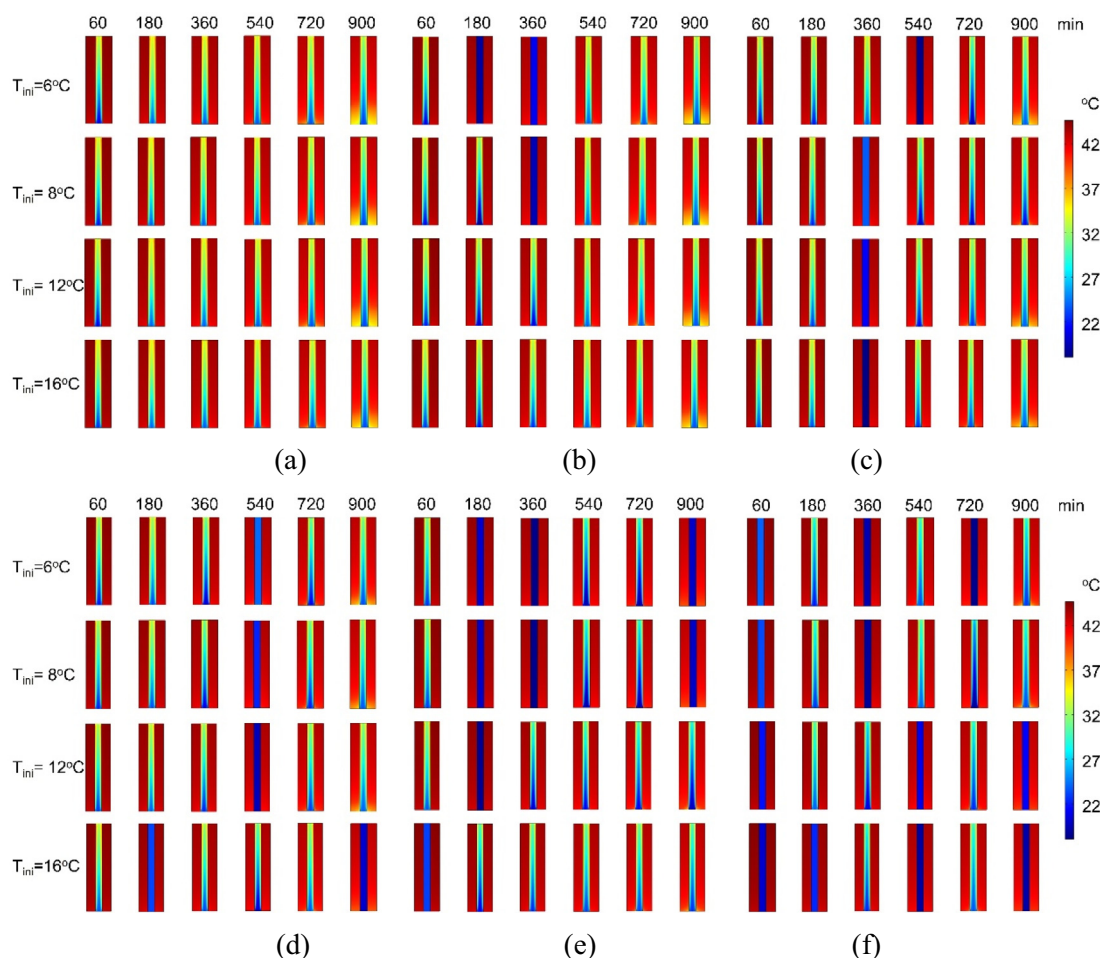 60 180 360 540 720 900 60 180 360 540 720 900 60 180 360 540 720 900 min
Tini=6oC
oC
Tini= 8oC
42
37
Tini= 12oC
32
27
22
Tini=16oC
(a) (b) (c)
60 180 360 540 720 900 60 180 360 540 720 900 60 180 360 540 720 900 min
Tini=6oC
oC
42
Tini= 8oC
37
32
Tini= 12oC
27
22
Tini=16oC
(d) (e) (f)